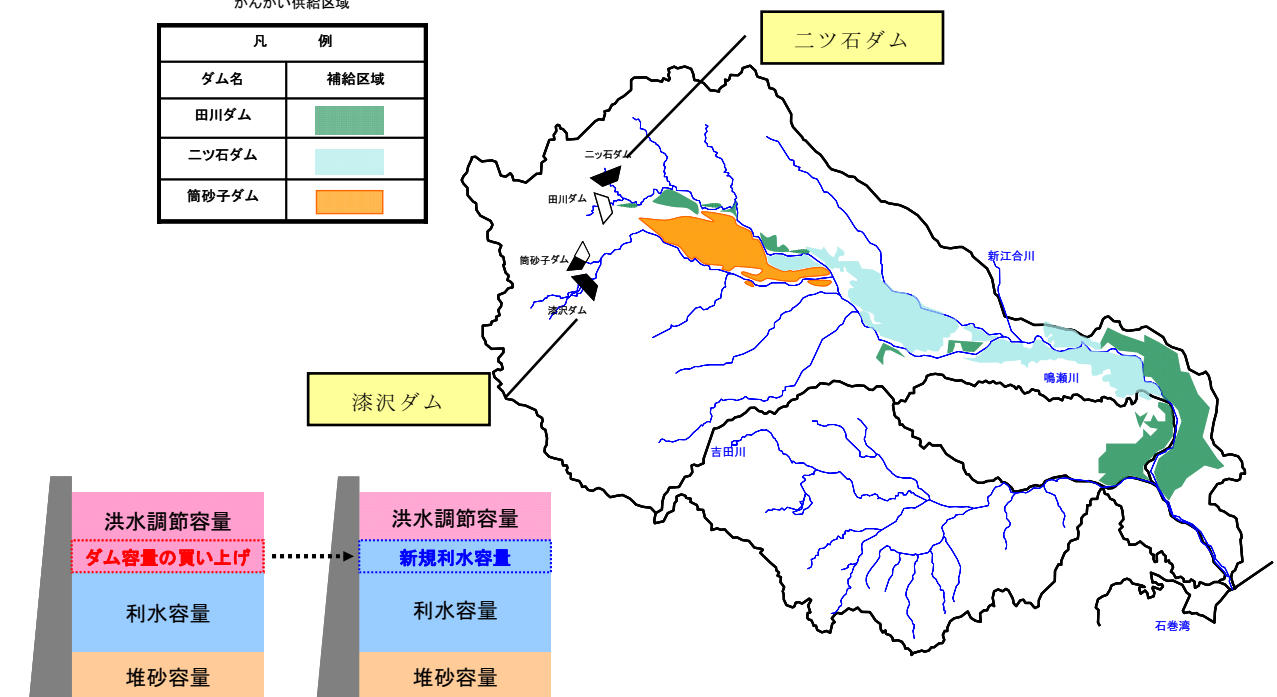 かんがい供給区域
凡 例
ダム名 補給区域
田川ダム
二ツ石ダム
筒砂子ダム
二ツ石ダム
二ッ石ダム
田川ダム
筒砂子ダム
漆沢ダム
漆沢ダム
新江合川
鳴瀬川
吉田川
石巻湾
洪水調節容量
ダム容量の買い上げ
利水容量
堆砂容量
洪水調節容量
新規利水容量
利水容量
堆砂容量